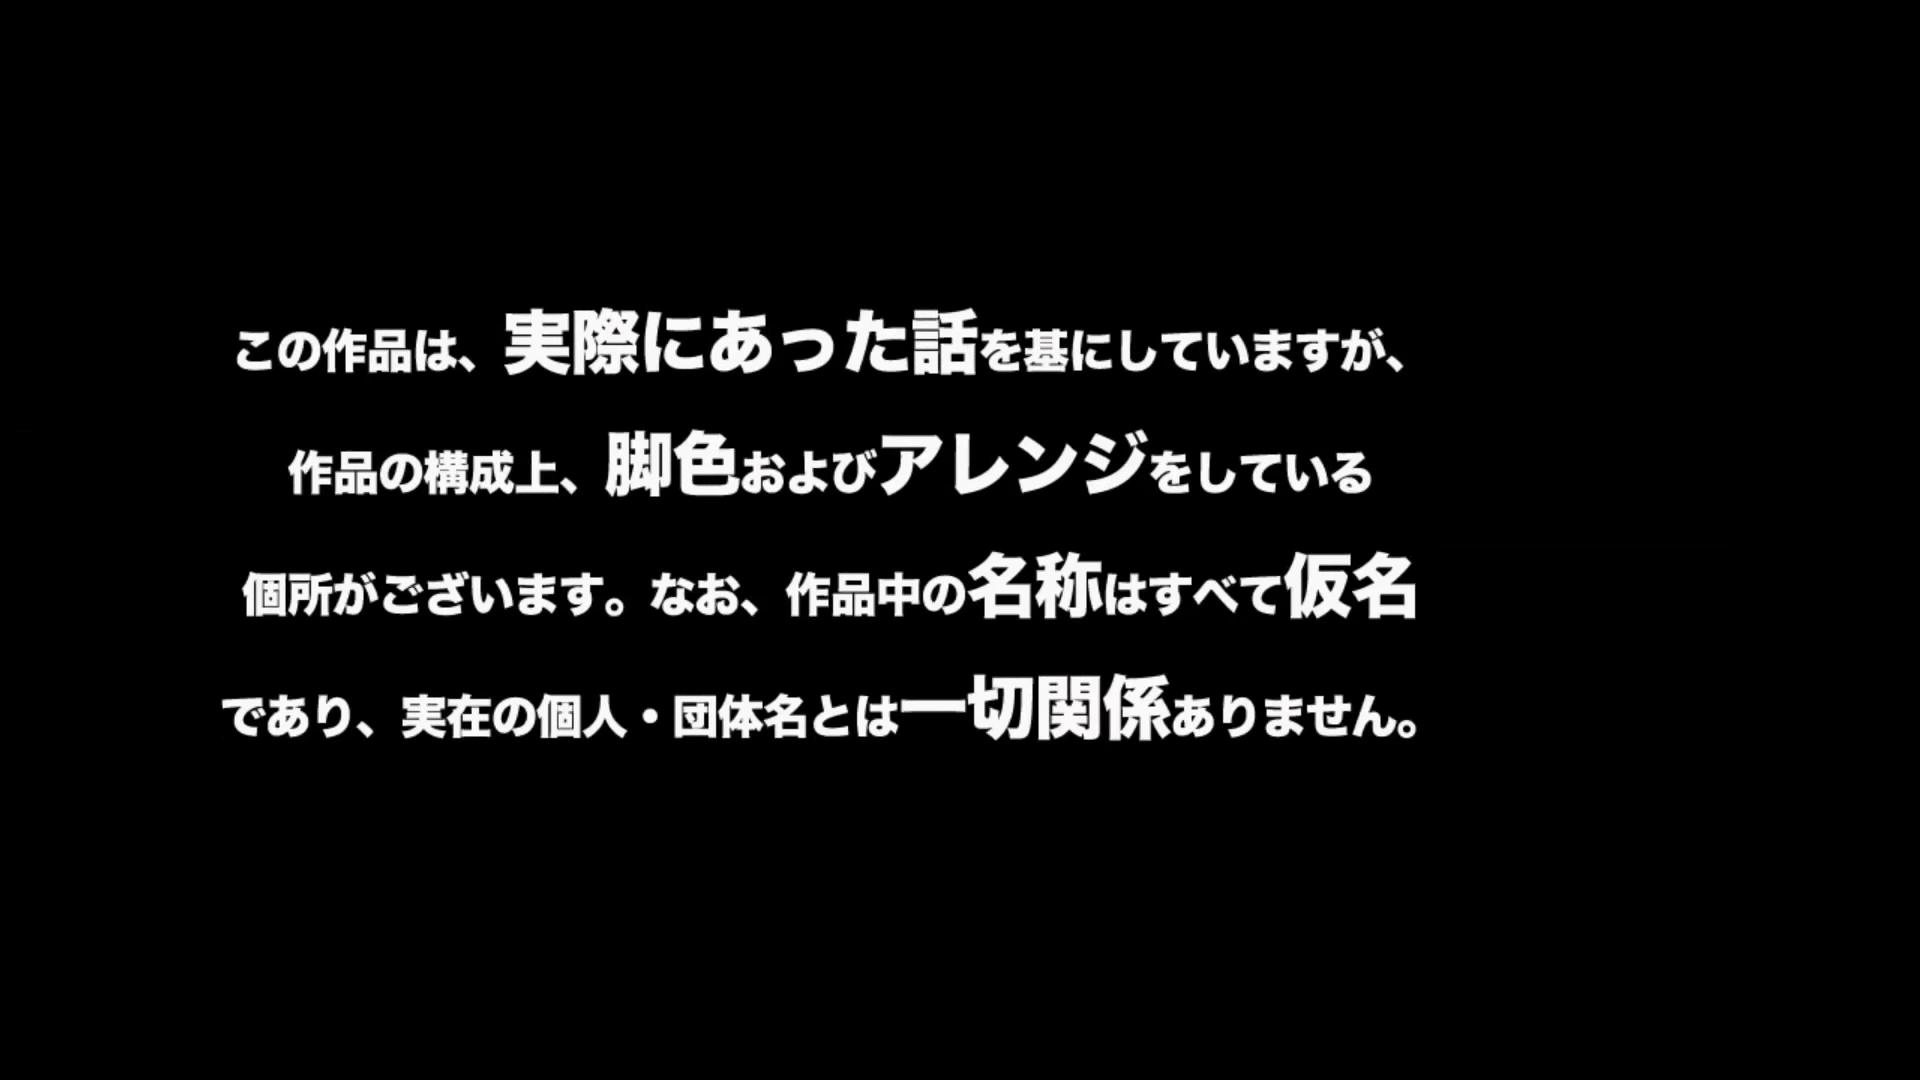 この作品は、実際にあった話を基にしていますが、
作品の構成上、脚色およびアレンジをしている
個所がございます。なお、作品中の名称はすべて仮名
であり、実在の個人・団体名とは一切関係ありません。